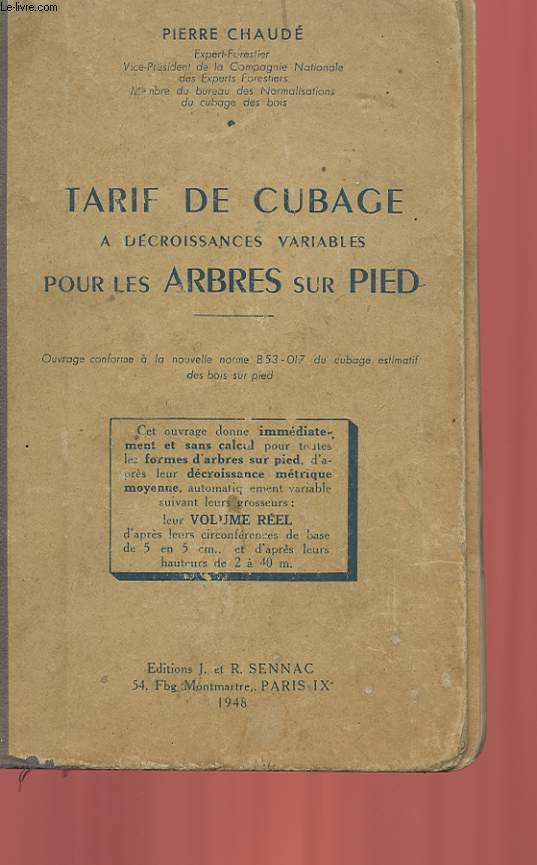 Le-livre.com
PIERRE CHAUDÉ
Expert-Forestier
Vice-Président de la Compagnie Nationale
des Experts Forestiers
Membre du bureau des Normalisations
du cubage des bois
TARIF DE CUBAGE
A DÉCROISSANCES VARIABLES
POUR LES ARBRES SUR PIED
Ouvrage conforme à la nouvelle norme B 53-017 du cubage estimatif
des bois sur pied
Cet ouvrage donne immédiate-
ment et sans calcul pour toutes
les formes d'arbres sur pied, d'a-
près leur décroissance métrique
moyenne, automatiq ement variable
suivant leurs grosseurs :
leur VOLUME RÉEL
d'après leurs circonférences de base
de 5 en 5 cm., et d'après leurs
hauteurs de 2 à 40 m.
Editions J. et R. SENNAC
54, Fbg Montmartre, PARIS IXe
1948